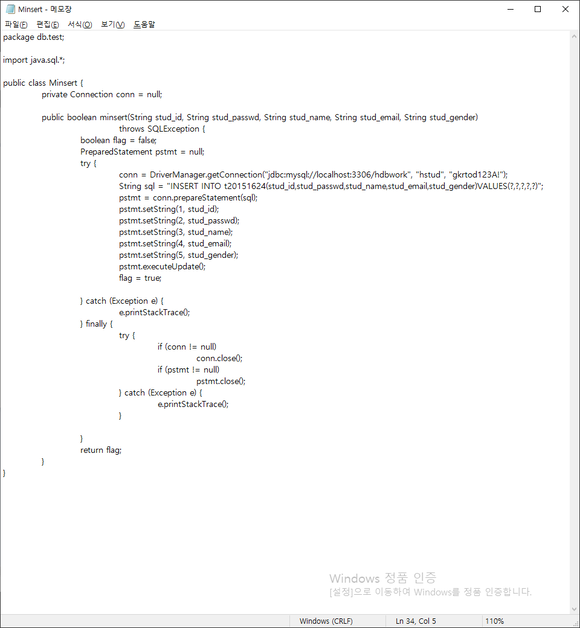 Minsert - 메모장
파일(F) 편집(E) 서식(O) 보기(V) 도움말
package db.test;
import java.sql.*;
public class Minsert {
private Connection conn = null;
public boolean minsert(String stud_id, String stud_passwd, String stud_name, String stud_email, String stud_gender)
throws SQLException {
boolean flag = false;
PreparedStatement pstmt = null;
try {
conn = DriverManager.getConnection("jdbc:mysql://localhost:3306/hdbwork", "hstud", "gkrtod123A!");
String sql = "INSERT INTO t20151624(stud_id,stud_passwd,stud_name,stud_email,stud_gender)VALUES(?,?,?,?,?)";
pstmt = conn.prepareStatement(sql);
pstmt.setString(1, stud_id);
pstmt.setString(2, stud_passwd);
pstmt.setString(3, stud_name);
pstmt.setString(4, stud_email);
pstmt.setString(5, stud_gender);
pstmt.executeUpdate();
flag = true;
} catch (Exception e) {
e.printStackTrace();
} finally {
try {
if (conn != null)
conn.close();
if (pstmt != null)
pstmt.close();
} catch (Exception e) {
e.printStackTrace();
}
}
return flag;
}
}
Windows 정품 인증
[설정]으로 이동하여 Windows를 정품 인증합니다.
Windows (CRLF) Ln 34, Col 5 110%